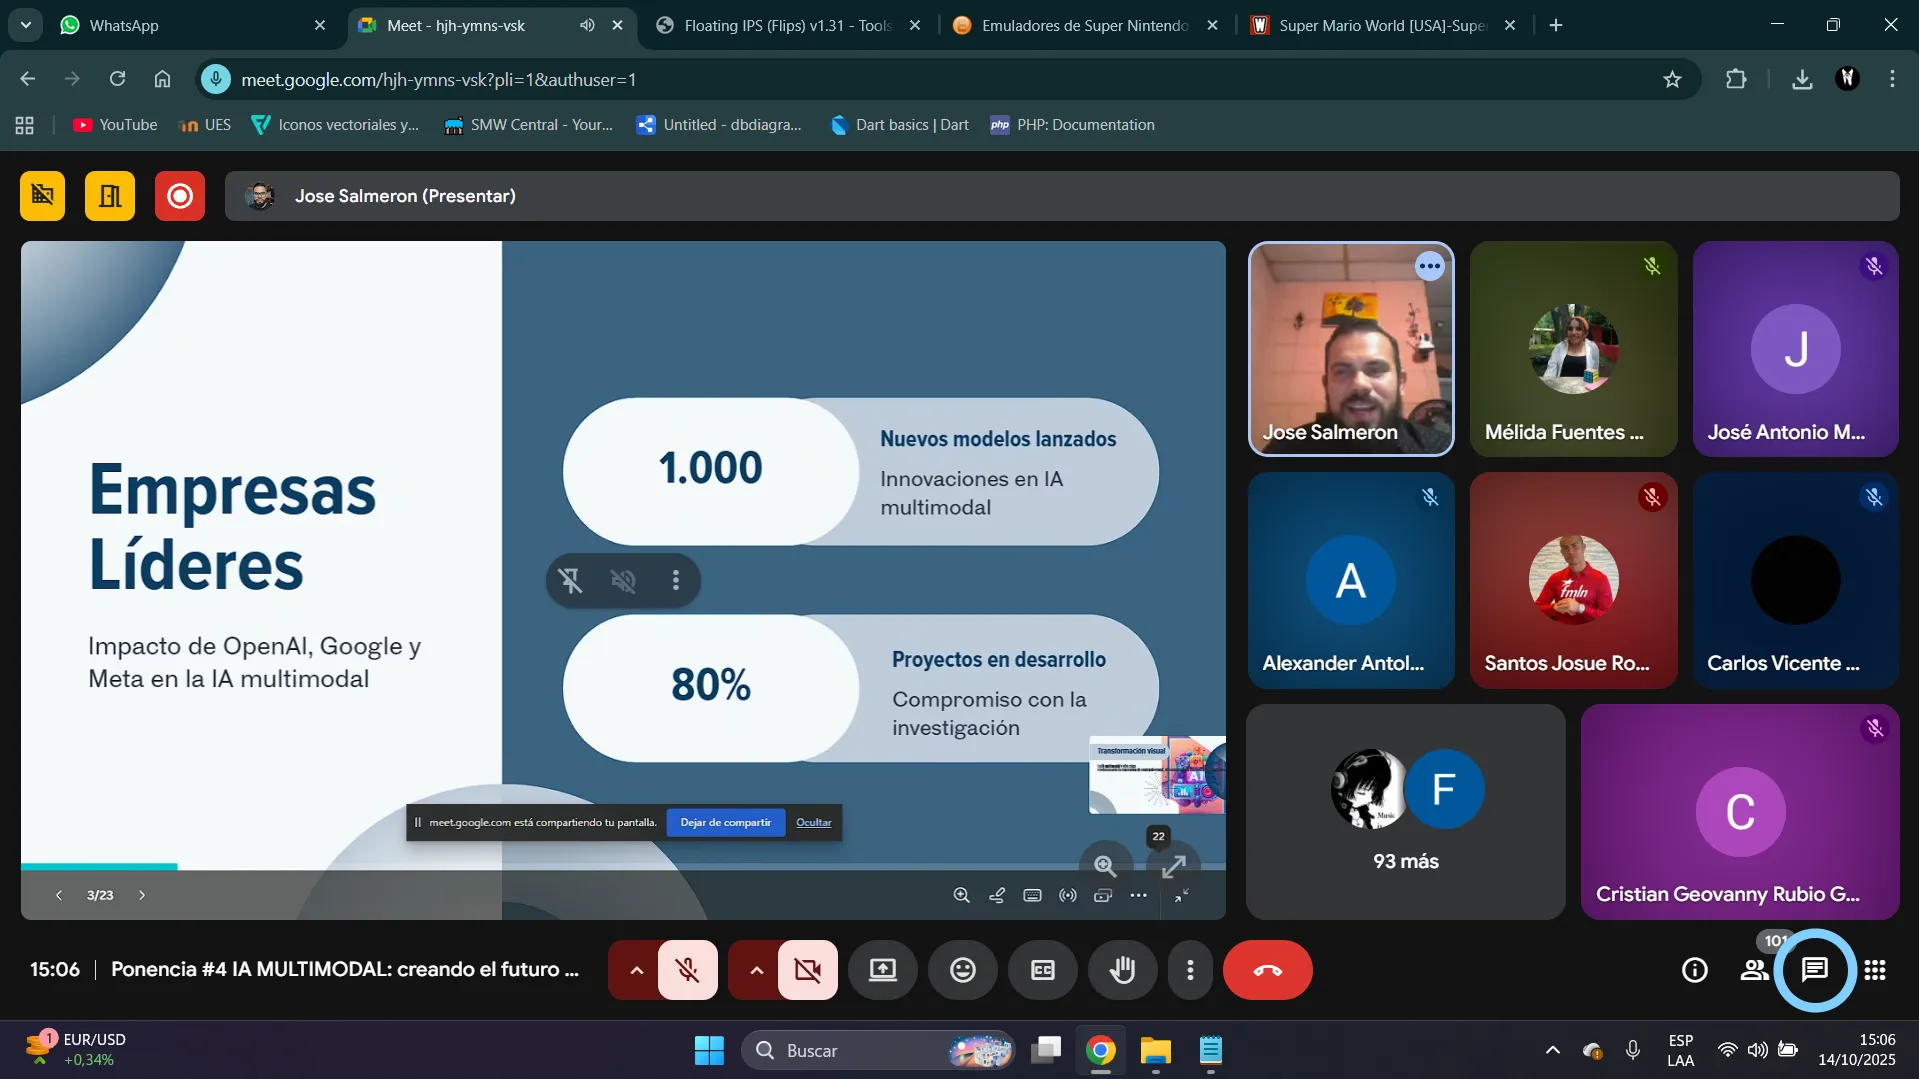 WhatsApp
Meet - hjh-ymns-vsk
Floating IPS (Flips) v1.31 - Tools
Emuladores de Super Nintendo
Super Mario World [USA]-Supe
meet.google.com/hjh-ymns-vsk?pli=1&authuser=1
YouTube
UES
Iconos vectoriales y...
SMW Central - Your...
Untitled - dbdiagra...
php
Dart basics | Dart
PHP: Documentation
Jose Salmeron (Presentar)
Empresas
Líderes
Impacto de OpenAI, Google y
Meta en la IA multimodal
1.000
Nuevos modelos lanzados
Innovaciones en IA
multimodal
80%
Proyectos en desarrollo
Compromiso con la
investigación
Transformación visual
AI
meet.google.com está compartiendo tu pantalla.
Dejar de compartir
Ocultar
22
3/23
Jose Salmeron
Mélida Fuentes ...
J
José Antonio M...
A
Alexander Antol...
fmln
Santos Josue Ro...
Carlos Vicente ...
Music
F
93 más
C
Cristian Geovanny Rubio G...
15:06
Ponencia #4 IA MULTIMODAL: creando el futuro ...
101
1
EUR/USD
+0,34%
Buscar
ESP
LAA
15:06
14/10/2025